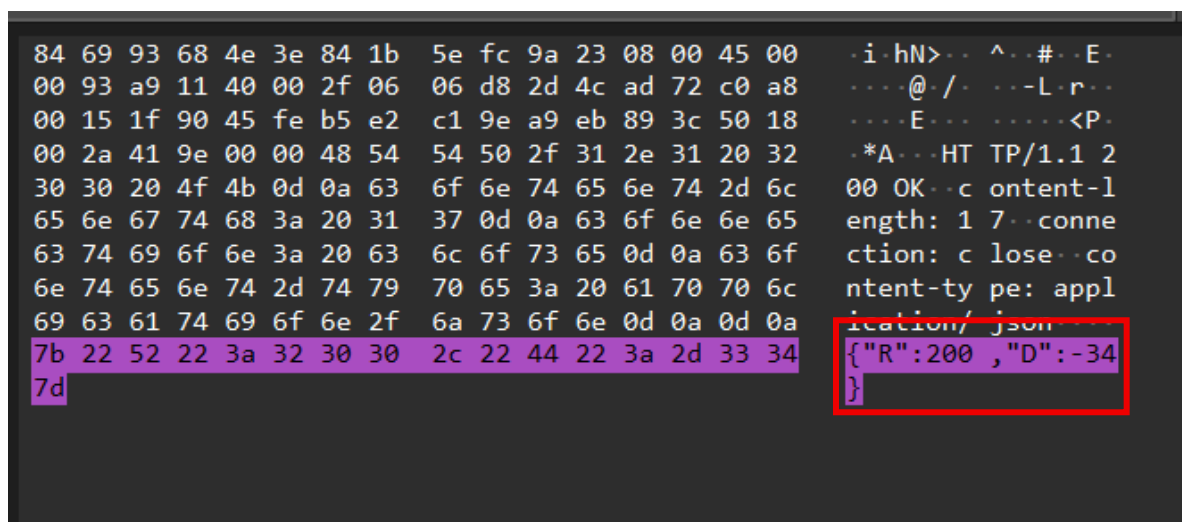 84 69 93 68 4e 3e 84 1b 5e fc 9a 23 08 00 45 00 ·i·hN>·· ^··#··E·
00 93 a9 11 40 00 2f 06 06 d8 2d 4c ad 72 c0 a8 ····@·/· ··-L·r··
00 15 1f 90 45 fe b5 e2 c1 9e a9 eb 89 3c 50 18 ····E··· ·····<P·
00 2a 41 9e 00 00 48 54 54 50 2f 31 2e 31 20 32 ·*A···HT TP/1.1 2
30 30 20 4f 4b 0d 0a 63 6f 6e 74 65 6e 74 2d 6c 00 OK··c ontent-l
65 6e 67 74 68 3a 20 31 37 0d 0a 63 6f 6e 6e 65 ength: 1 7··conne
63 74 69 6f 6e 3a 20 63 6c 6f 73 65 0d 0a 63 6f ction: c lose··co
6e 74 65 6e 74 2d 74 79 70 65 3a 20 61 70 70 6c ntent-ty pe: appl
69 63 61 74 69 6f 6e 2f 6a 73 6f 6e 0d 0a 0d 0a ication/ json····
7b 22 52 22 3a 32 30 30 2c 22 44 22 3a 2d 33 34 {"R":200 ,"D":-34
7d }